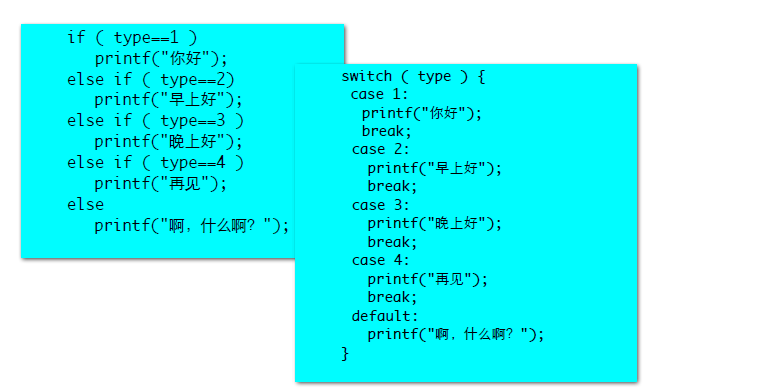 if ( type==1 )
printf("你好");
else if ( type==2)
printf("早上好");
else if ( type==3 )
printf("晚上好");
else if ( type==4 )
printf("再见");
else
printf("啊，什么啊？");
switch ( type ) {
case 1:
printf("你好");
break;
case 2:
printf("早上好");
break;
case 3:
printf("晚上好");
break;
case 4:
printf("再见");
break;
default:
printf("啊，什么啊？");
}